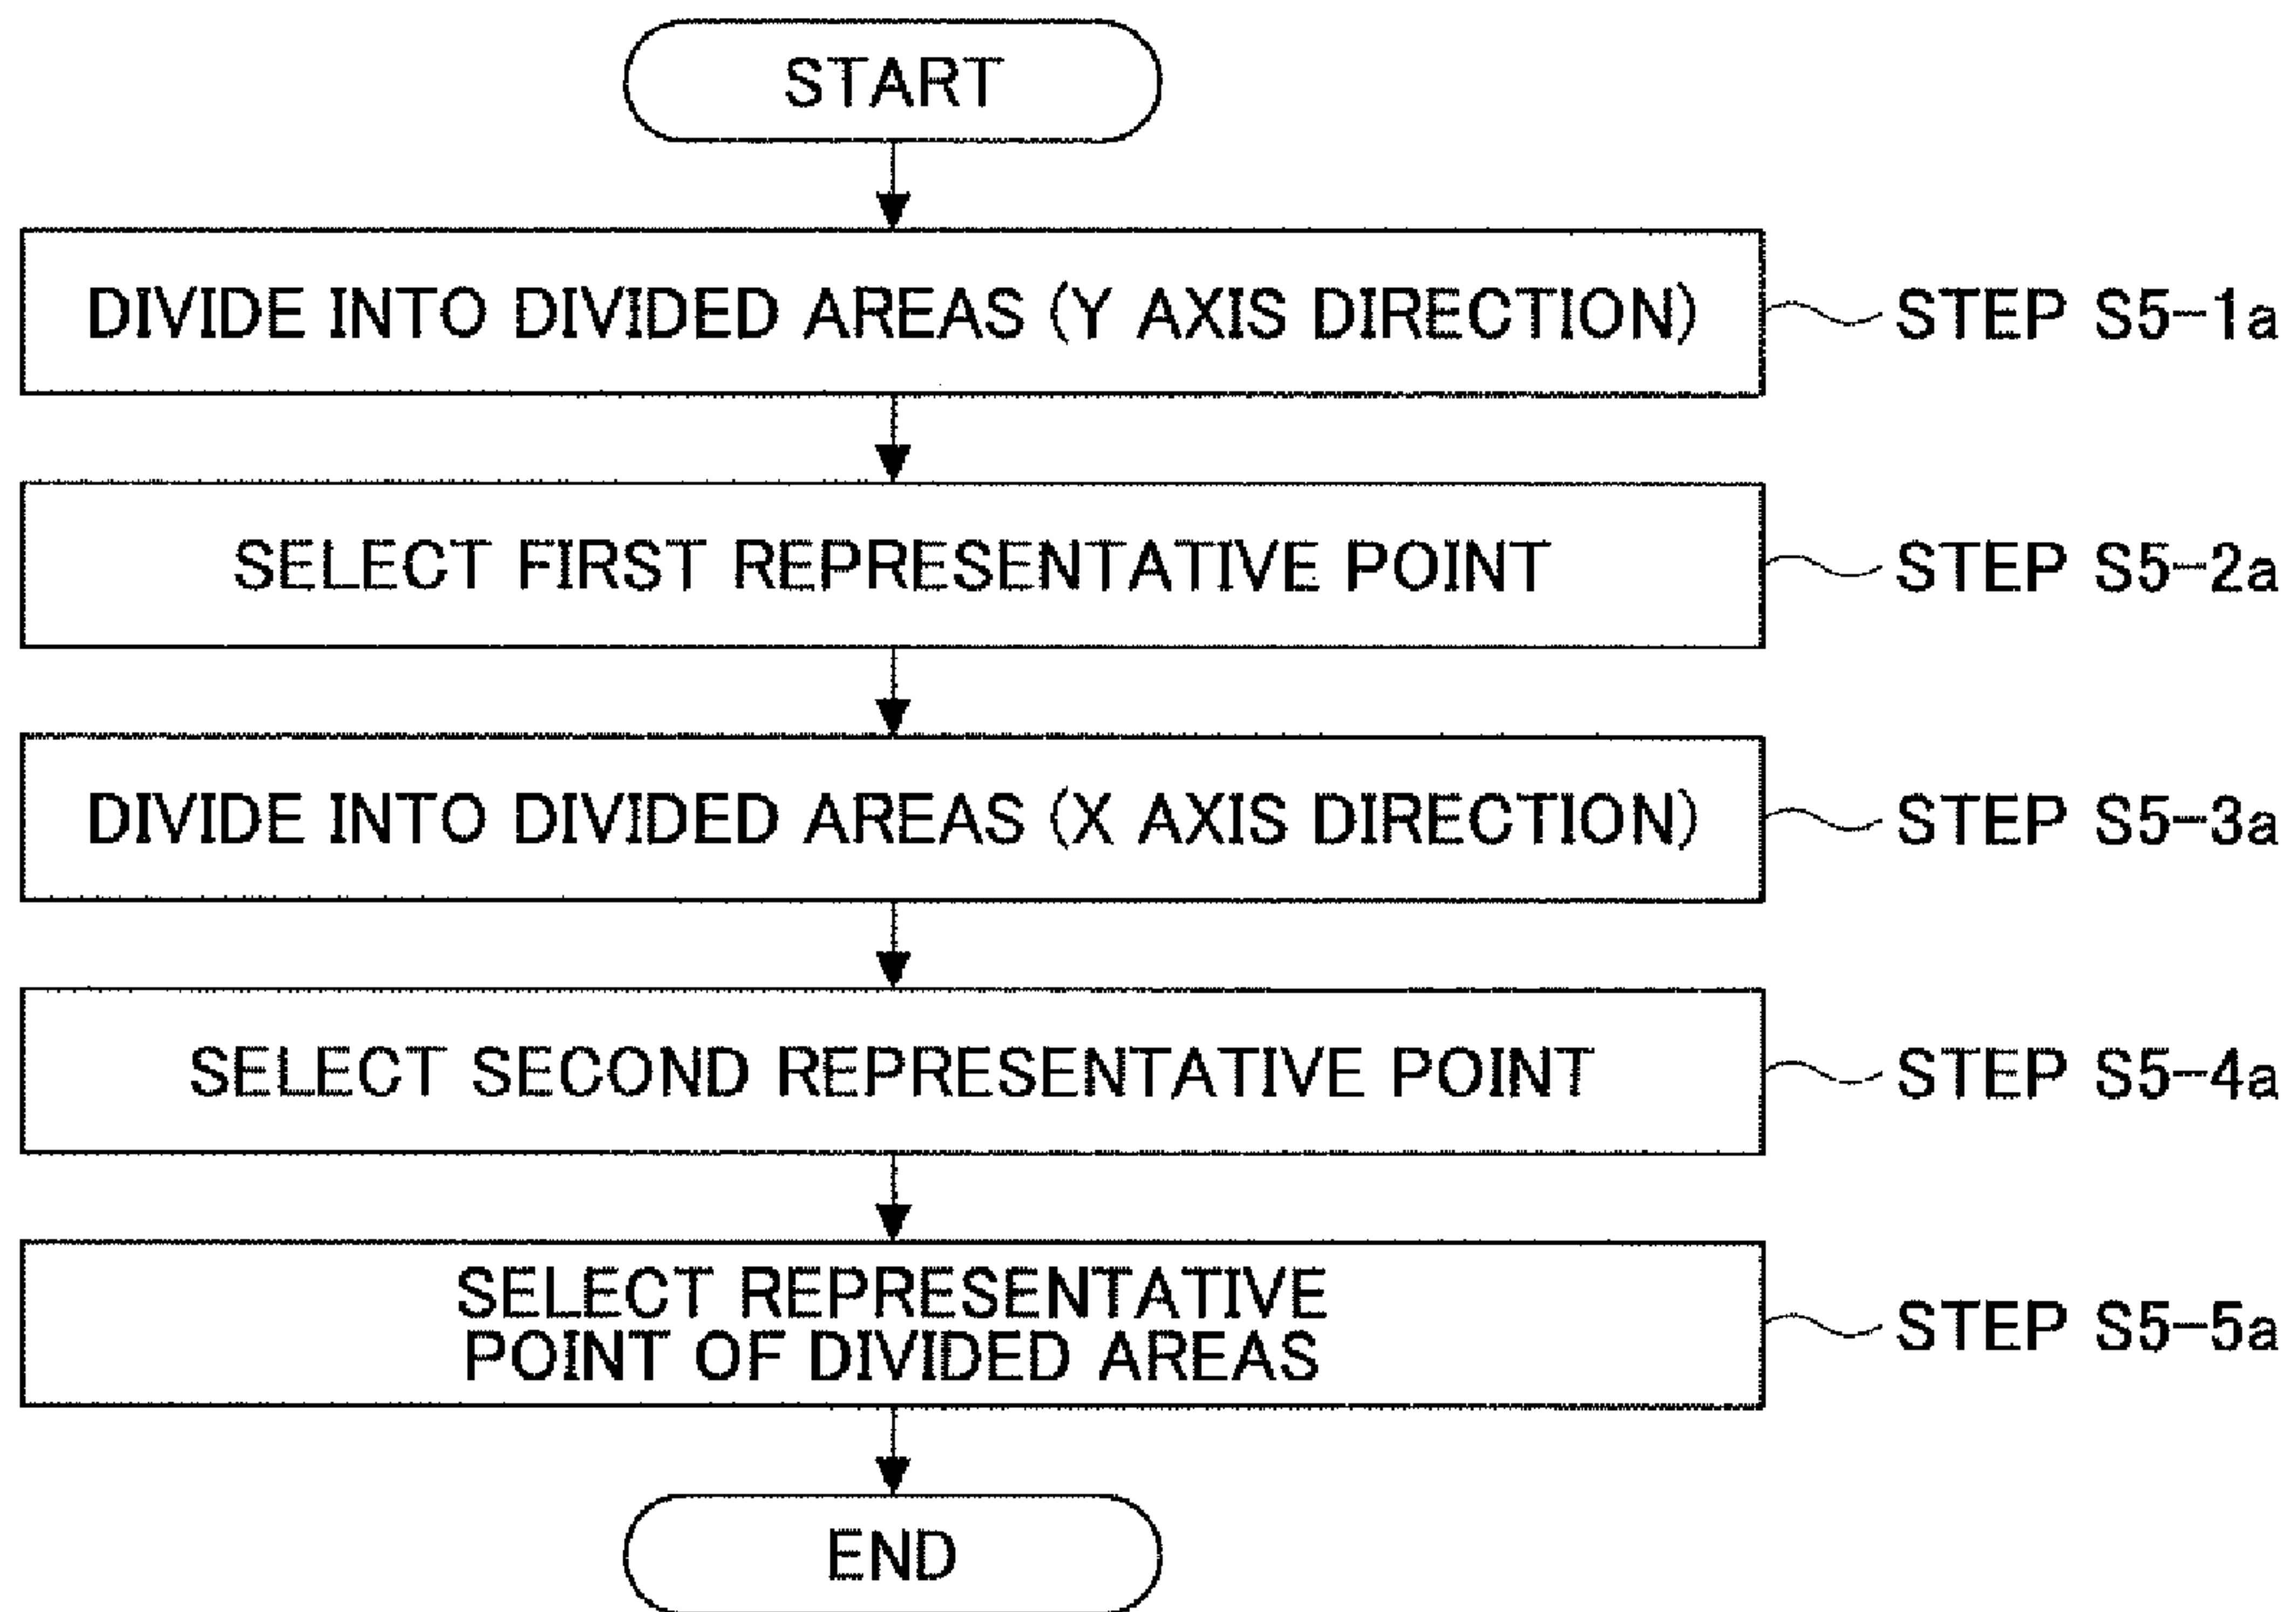 START
DIVIDE INTO DIVIDED AREAS (Y AXIS DIRECTION)
STEP S5-1a
SELECT FIRST REPRESENTATIVE POINT
STEP S5-2a
DIVIDE INTO DIVIDED AREAS (X AXIS DIRECTION)
STEP S5-3a
SELECT SECOND REPRESENTATIVE POINT
STEP S5-4a
SELECT REPRESENTATIVE
POINT OF DIVIDED AREAS
STEP S5-5a
END